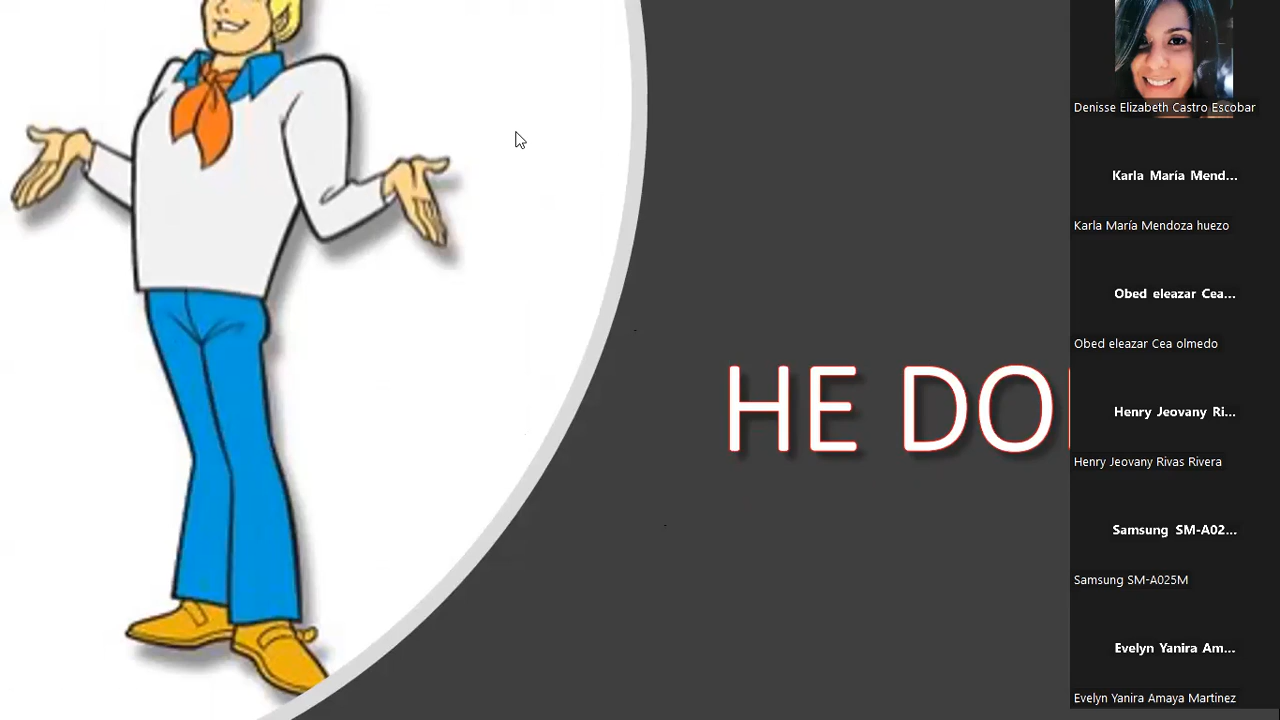 HE DO
Denisse Elizabeth Castro Escobar
Karla María Mend...
Karla María Mendoza huezo
Obed eleazar Cea...
Obed eleazar Cea olmedo
Henry Jeovany Ri...
Henry Jeovany Rivas Rivera
Samsung SM-A02...
Samsung SM-A025M
Evelyn Yanira Am...
Evelyn Yanira Amaya Martinez